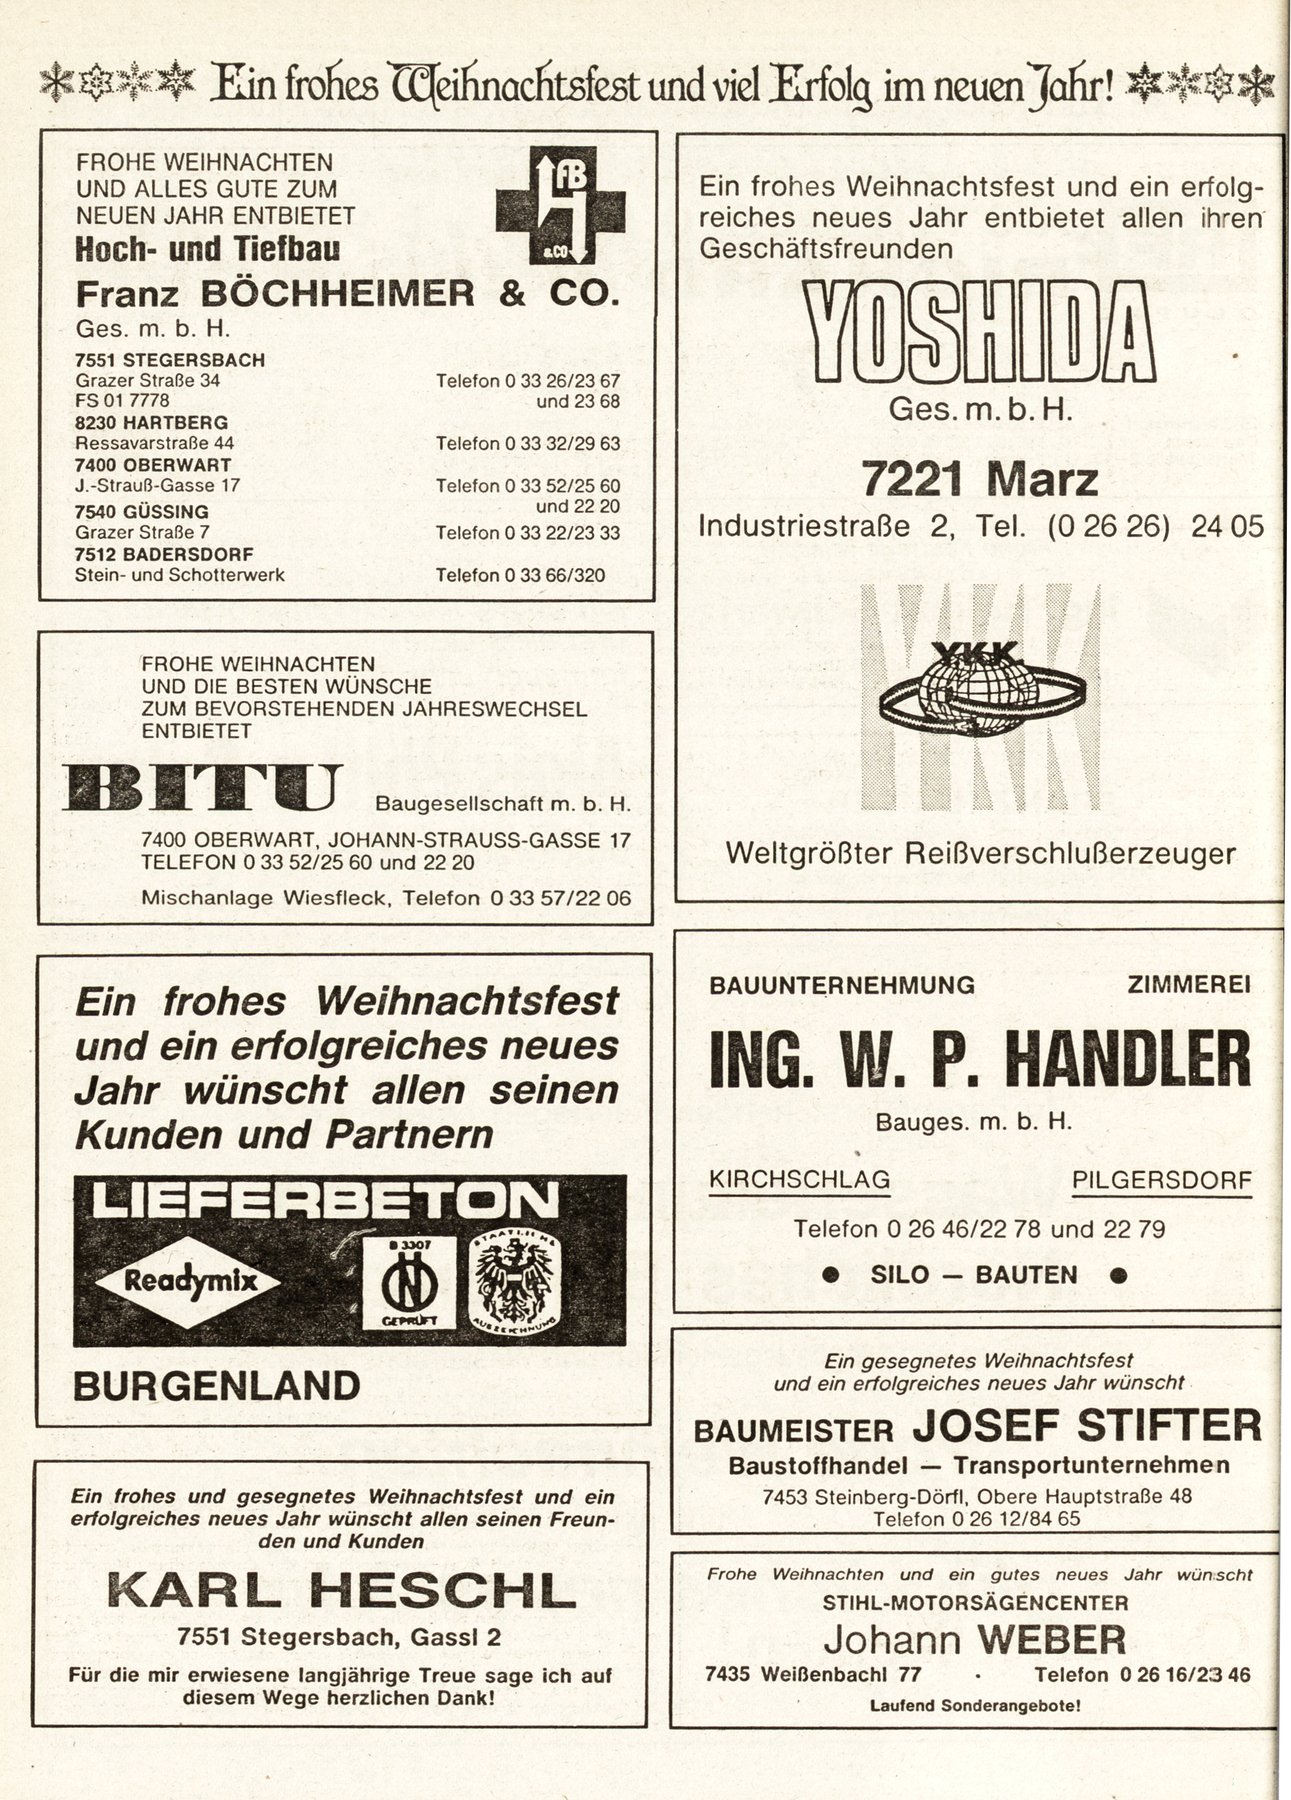 Ein frohes Weihnachtsfest und viel Erfolg im neuen Jahr!
FROHE WEIHNACHTEN
UND ALLES GUTE ZUM
NEUEN JAHR ENTBIETET
FB
& CO
Hoch- und Tiefbau
Franz BÖCHHEIMER & CO.
Ges. m. b. H.
7551 STEGERSBACH
Grazer Straße 34 Telefon 0 33 26/23 67
FS 01 7778 und 23 68
8230 HARTBERG
Ressavarstraße 44 Telefon 0 33 32/29 63
7400 OBERWART
J.-Strauß-Gasse 17 Telefon 0 33 52/25 60
und 22 20
7540 GÜSSING
Grazer Straße 7 Telefon 0 33 22/23 33
7512 BADERSDORF
Stein- und Schotterwerk Telefon 0 33 66/320
FROHE WEIHNACHTEN
UND DIE BESTEN WÜNSCHE
ZUM BEVORSTEHENDEN JAHRESWECHSEL
ENTBIETET
BITU Baugesellschaft m. b. H.
7400 OBERWART, JOHANN-STRAUSS-GASSE 17
TELEFON 0 33 52/25 60 und 22 20
Mischanlage Wiesfleck, Telefon 0 33 57/22 06
Ein frohes Weihnachtsfest
und ein erfolgreiches neues
Jahr wünscht allen seinen
Kunden und Partnern
LIEFERBETON
Readymix
B 3307
ÖN
GEPRÜFT
STAATLICHE
AUSZEICHNUNG
BURGENLAND
Ein frohes und gesegnetes Weihnachtsfest und ein
erfolgreiches neues Jahr wünscht allen seinen Freun-
den und Kunden
KARL HESCHL
7551 Stegersbach, Gassl 2
Für die mir erwiesene langjährige Treue sage ich auf
diesem Wege herzlichen Dank!
Ein frohes Weihnachtsfest und ein erfolg-
reiches neues Jahr entbietet allen ihren
Geschäftsfreunden
YOSHIDA
Ges. m. b. H.
7221 Marz
Industriestraße 2, Tel. (0 26 26) 24 05
YKK
YKK
Weltgrößter Reißverschlußerzeuger
BAUUNTERNEHMUNG ZIMMEREI
ING. W. P. HANDLER
Bauges. m. b. H.
KIRCHSCHLAG PILGERSDORF
Telefon 0 26 46/22 78 und 22 79
● SILO — BAUTEN ●
Ein gesegnetes Weihnachtsfest
und ein erfolgreiches neues Jahr wünscht
BAUMEISTER JOSEF STIFTER
Baustoffhandel — Transportunternehmen
7453 Steinberg-Dörfl, Obere Hauptstraße 48
Telefon 0 26 12/84 65
Frohe Weihnachten und ein gutes neues Jahr wünscht
STIHL-MOTORSÄGENCENTER
Johann WEBER
7435 Weißenbachl 77 · Telefon 0 26 16/23 46
Laufend Sonderangebote!